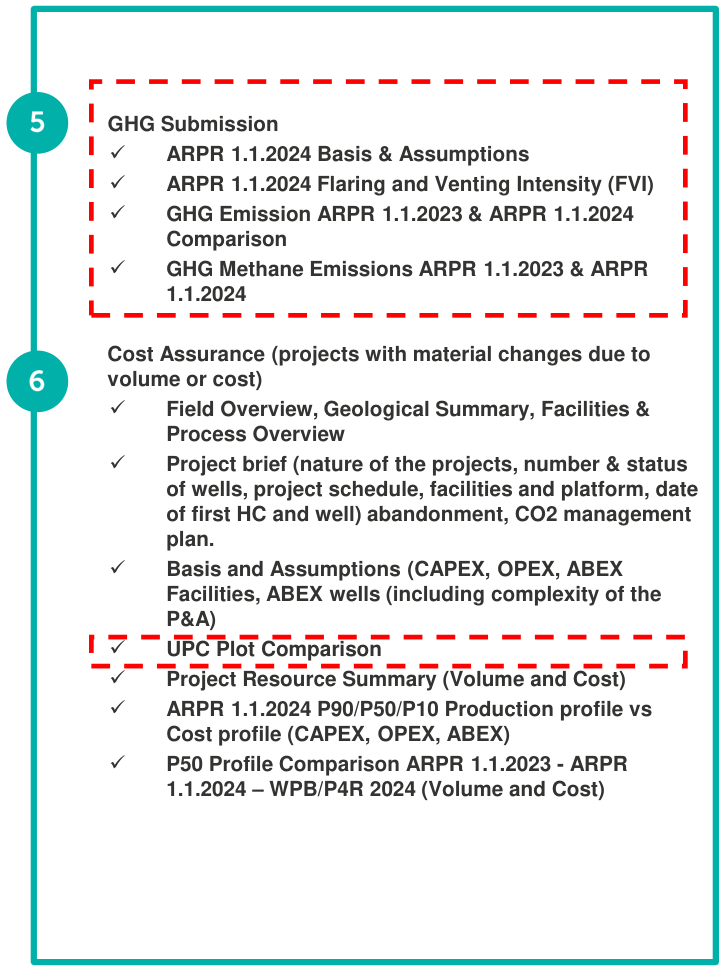 5
GHG Submission
✓ ARPR 1.1.2024 Basis & Assumptions
✓ ARPR 1.1.2024 Flaring and Venting Intensity (FVI)
✓ GHG Emission ARPR 1.1.2023 & ARPR 1.1.2024
Comparison
✓ GHG Methane Emissions ARPR 1.1.2023 & ARPR
1.1.2024
6
Cost Assurance (projects with material changes due to
volume or cost)
✓ Field Overview, Geological Summary, Facilities &
Process Overview
✓ Project brief (nature of the projects, number & status
of wells, project schedule, facilities and platform, date
of first HC and well) abandonment, CO2 management
plan.
✓ Basis and Assumptions (CAPEX, OPEX, ABEX
Facilities, ABEX wells (including complexity of the
P&A)
✓ UPC Plot Comparison
✓ Project Resource Summary (Volume and Cost)
✓ ARPR 1.1.2024 P90/P50/P10 Production profile vs
Cost profile (CAPEX, OPEX, ABEX)
✓ P50 Profile Comparison ARPR 1.1.2023 - ARPR
1.1.2024 – WPB/P4R 2024 (Volume and Cost)